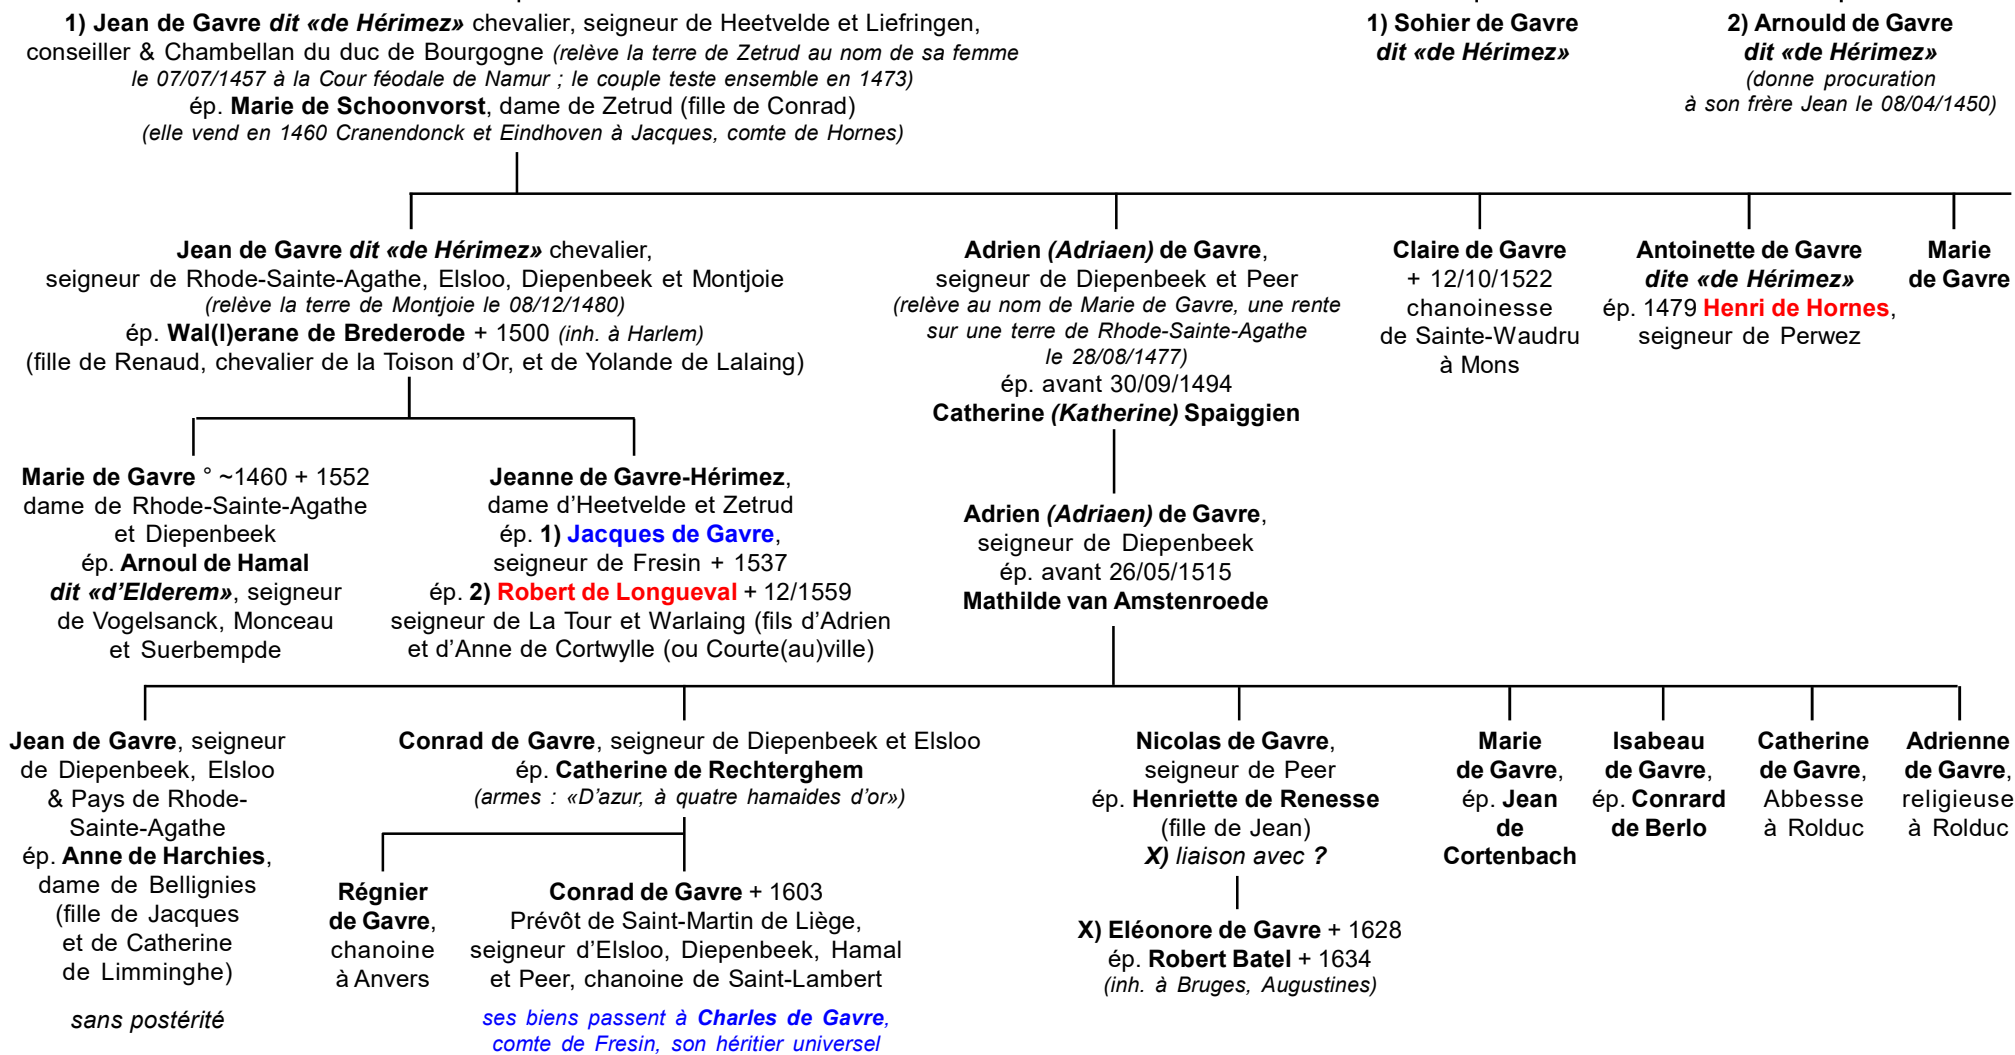 1) Jean de Gavre dit «de Hérimez» chevalier, seigneur de Heetvelde et Liefringen,
conseiller & Chambellan du duc de Bourgogne (relève la terre de Zetrud au nom de sa femme
le 07/07/1457 à la Cour féodale de Namur ; le couple teste ensemble en 1473)
ép. Marie de Schoonvorst, dame de Zetrud (fille de Conrad)
(elle vend en 1460 Cranendonck et Eindhoven à Jacques, comte de Hornes)
1) Sohier de Gavre
dit «de Hérimez»
2) Arnould de Gavre
dit «de Hérimez»
(donne procuration
à son frère Jean le 08/04/1450)
Jean de Gavre dit «de Hérimez» chevalier,
seigneur de Rhode-Sainte-Agathe, Elsloo, Diepenbeek et Montjoie
(relève la terre de Montjoie le 08/12/1480)
ép. Wal(l)erane de Brederode + 1500 (inh. à Harlem)
(fille de Renaud, chevalier de la Toison d'Or, et de Yolande de Lalaing)
Adrien (Adriaen) de Gavre,
seigneur de Diepenbeek et Peer
(relève au nom de Marie de Gavre, une rente
sur une terre de Rhode-Sainte-Agathe
le 28/08/1477)
ép. avant 30/09/1494
Catherine (Katherine) Spaiggien
Claire de Gavre
+ 12/10/1522
chanoinesse
de Sainte-Waudru
à Mons
Antoinette de Gavre
dite «de Hérimez»
ép. 1479 Henri de Hornes,
seigneur de Perwez
Marie
de Gavre
Marie de Gavre ° ~1460 + 1552
dame de Rhode-Sainte-Agathe
et Diepenbeek
ép. Arnoul de Hamal
dit «d'Elderem», seigneur
de Vogelsanck, Monceau
et Suerbempde
Jeanne de Gavre-Hérimez,
dame d'Heetvelde et Zetrud
ép. 1) Jacques de Gavre,
seigneur de Fresin + 1537
ép. 2) Robert de Longueval + 12/1559
seigneur de La Tour et Warlaing (fils d'Adrien
et d'Anne de Cortwylle (ou Courte(au)ville)
Adrien (Adriaen) de Gavre,
seigneur de Diepenbeek
ép. avant 26/05/1515
Mathilde van Amstenroede
Jean de Gavre, seigneur
de Diepenbeek, Elsloo
& Pays de Rhode-
Sainte-Agathe
ép. Anne de Harchies,
dame de Bellignies
(fille de Jacques
et de Catherine
de Limminghe)
sans postérité
Conrad de Gavre, seigneur de Diepenbeek et Elsloo
ép. Catherine de Rechterghem
(armes : «D'azur, à quatre hamaides d'or»)
Régnier
de Gavre,
chanoine
à Anvers
Conrad de Gavre + 1603
Prévôt de Saint-Martin de Liège,
seigneur d'Elsloo, Diepenbeek, Hamal
et Peer, chanoine de Saint-Lambert
ses biens passent à Charles de Gavre,
comte de Fresin, son héritier universel
Nicolas de Gavre,
seigneur de Peer
ép. Henriette de Renesse
(fille de Jean)
X) liaison avec ?
X) Eléonore de Gavre + 1628
ép. Robert Batel + 1634
(inh. à Bruges, Augustines)
Marie
de Gavre,
ép. Jean
de
Cortenbach
Isabeau
de Gavre,
ép. Conrard
de Berlo
Catherine
de Gavre,
Abbesse
à Rolduc
Adrienne
de Gavre,
religieuse
à Rolduc